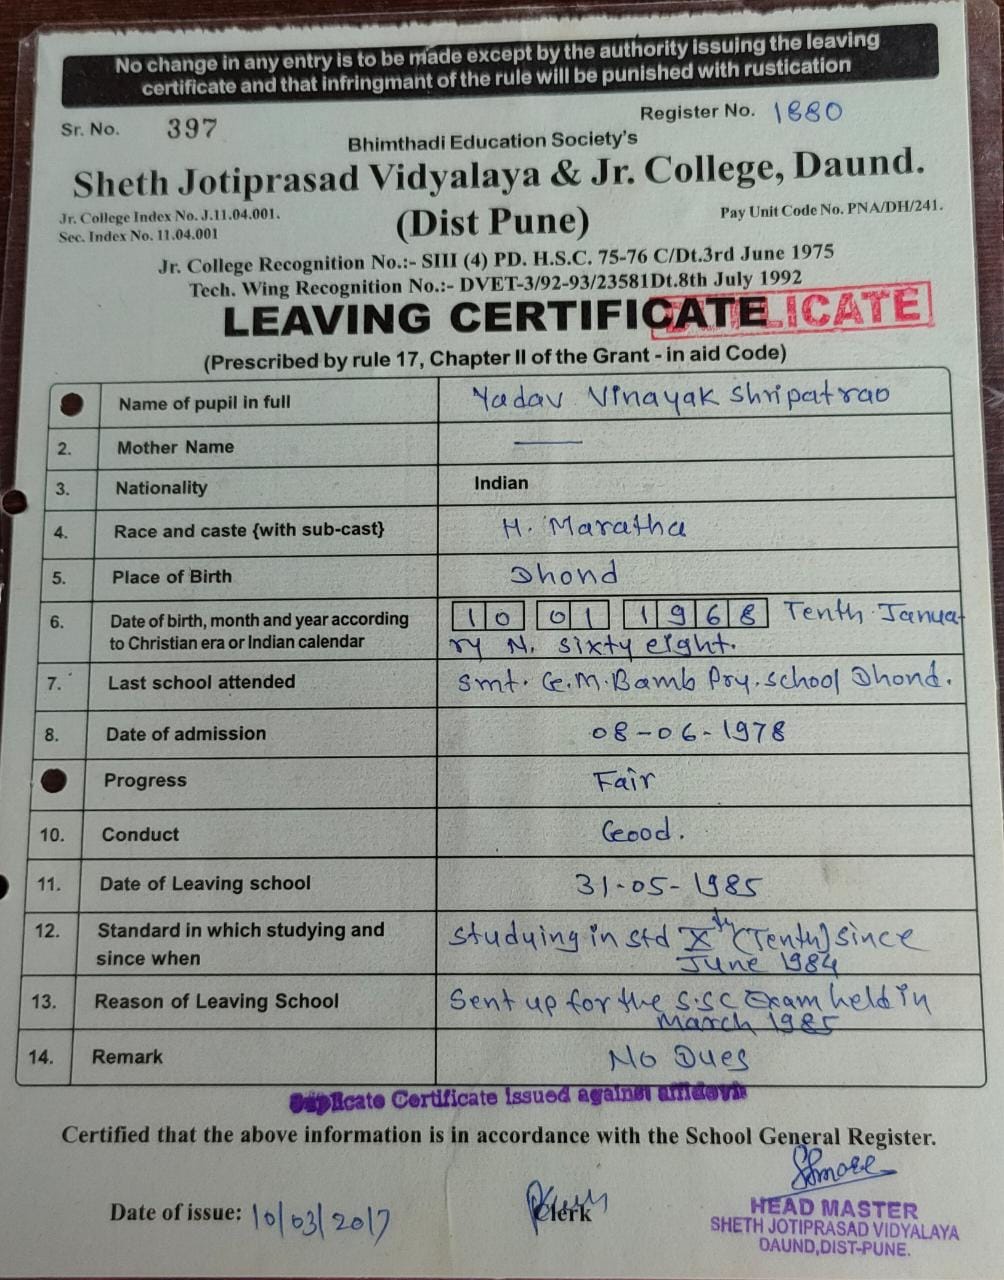 No change in any entry is to be made except by the authority issuing the leaving
certificate and that infringmant of the rule will be punished with rustication
Sr. No. 397
Register No. 1880
Bhimthadi Education Society's
Sheth Jotiprasad Vidyalaya & Jr. College, Daund.
Jr. College Index No. J.11.04.001.
Sec. Index No. 11.04.001
(Dist Pune)
Pay Unit Code No. PNA/DH/241.
Jr. College Recognition No.:- SIII (4) PD. H.S.C. 75-76 C/Dt.3rd June 1975
Tech. Wing Recognition No.:- DVET-3/92-93/23581Dt.8th July 1992
LEAVING CERTIFICATE
DUPLICATE
(Prescribed by rule 17, Chapter II of the Grant - in aid Code)
Name of pupil in full Yadav Vinayak Shripatrao
2. Mother Name —
3. Nationality Indian
4. Race and caste {with sub-cast} H. Maratha
5. Place of Birth Dhond
6. Date of birth, month and year according 10 01 1968 Tenth Janua-
to Christian era or Indian calendar ry N. sixty eight.
7. Last school attended Smt. G.M. Bamb Pry. school Dhond.
8. Date of admission 08-06-1978
Progress Fair
10. Conduct Good.
11. Date of Leaving school 31-05-1985
12. Standard in which studying and studying in std Xth (Tenth) since
since when June 1984
13. Reason of Leaving School Sent up for the S.SC Exam held in
March 1985
14. Remark No Dues
Duplicate Certificate Issued against affidavit
Certified that the above information is in accordance with the School General Register.
Date of issue: 10/03/2017
Clerk
HEAD MASTER
SHETH JOTIPRASAD VIDYALAYA
DAUND,DIST-PUNE.